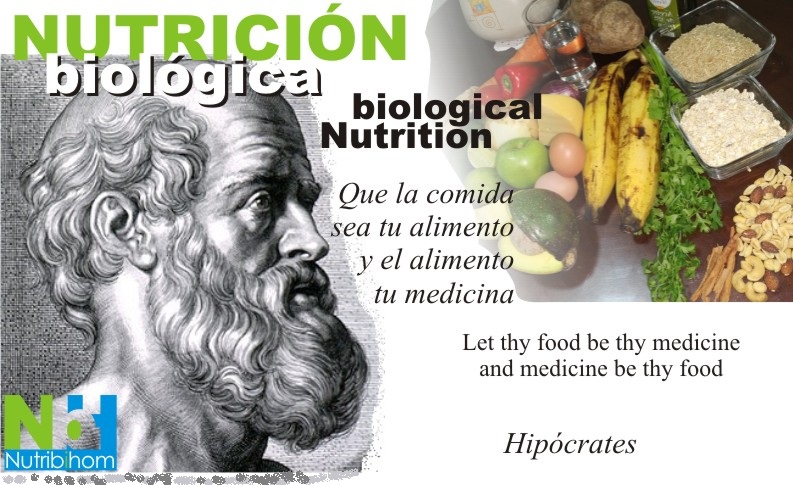 NUTRICIÓN
biológica
biological
Nutrition
Que la comida
sea tu alimento
y el alimento
tu medicina
Let thy food be thy medicine
and medicine be thy food
Hipócrates
NBH
Nutribihom